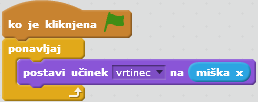 ko je kliknjena
ponavljaj
postavi učinek vrtinec na miška x